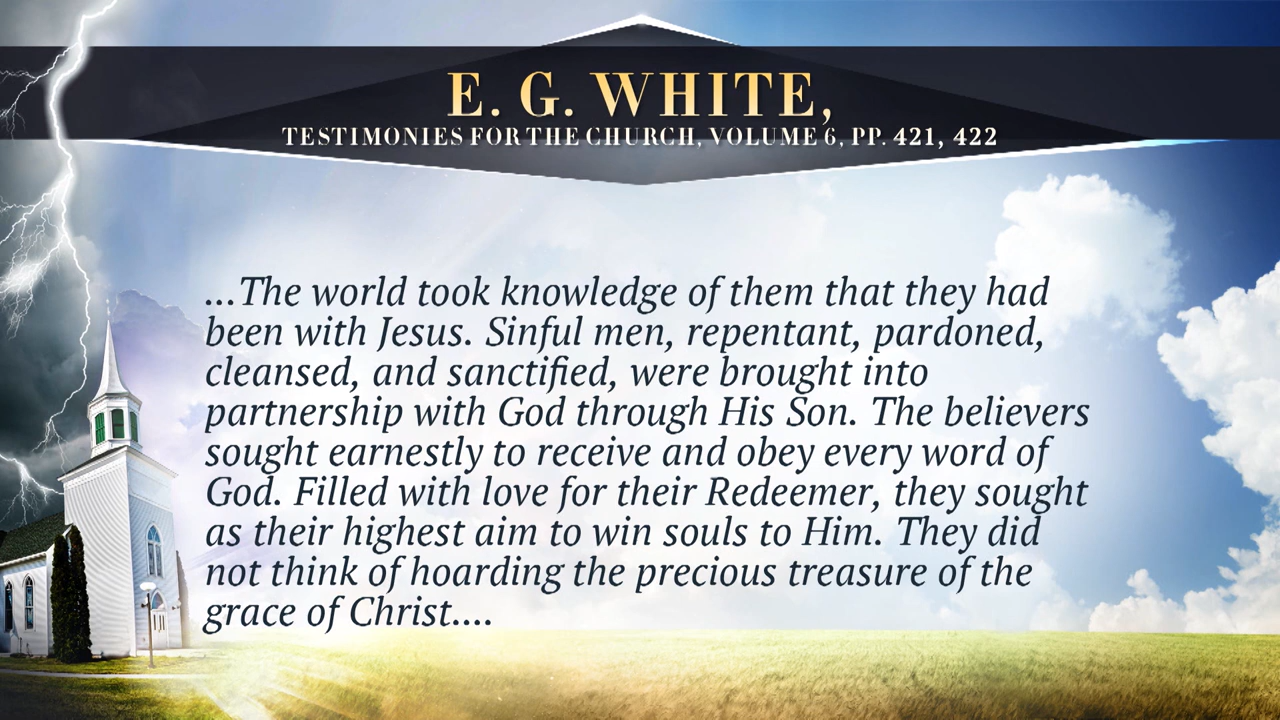 E. G. WHITE,
TESTIMONIES FOR THE CHURCH, VOLUME 6, PP. 421, 422
...The world took knowledge of them that they had
been with Jesus. Sinful men, repentant, pardoned,
cleansed, and sanctified, were brought into
partnership with God through His Son. The believers
sought earnestly to receive and obey every word of
God. Filled with love for their Redeemer, they sought
as their highest aim to win souls to Him. They did
not think of hoarding the precious treasure of the
grace of Christ....